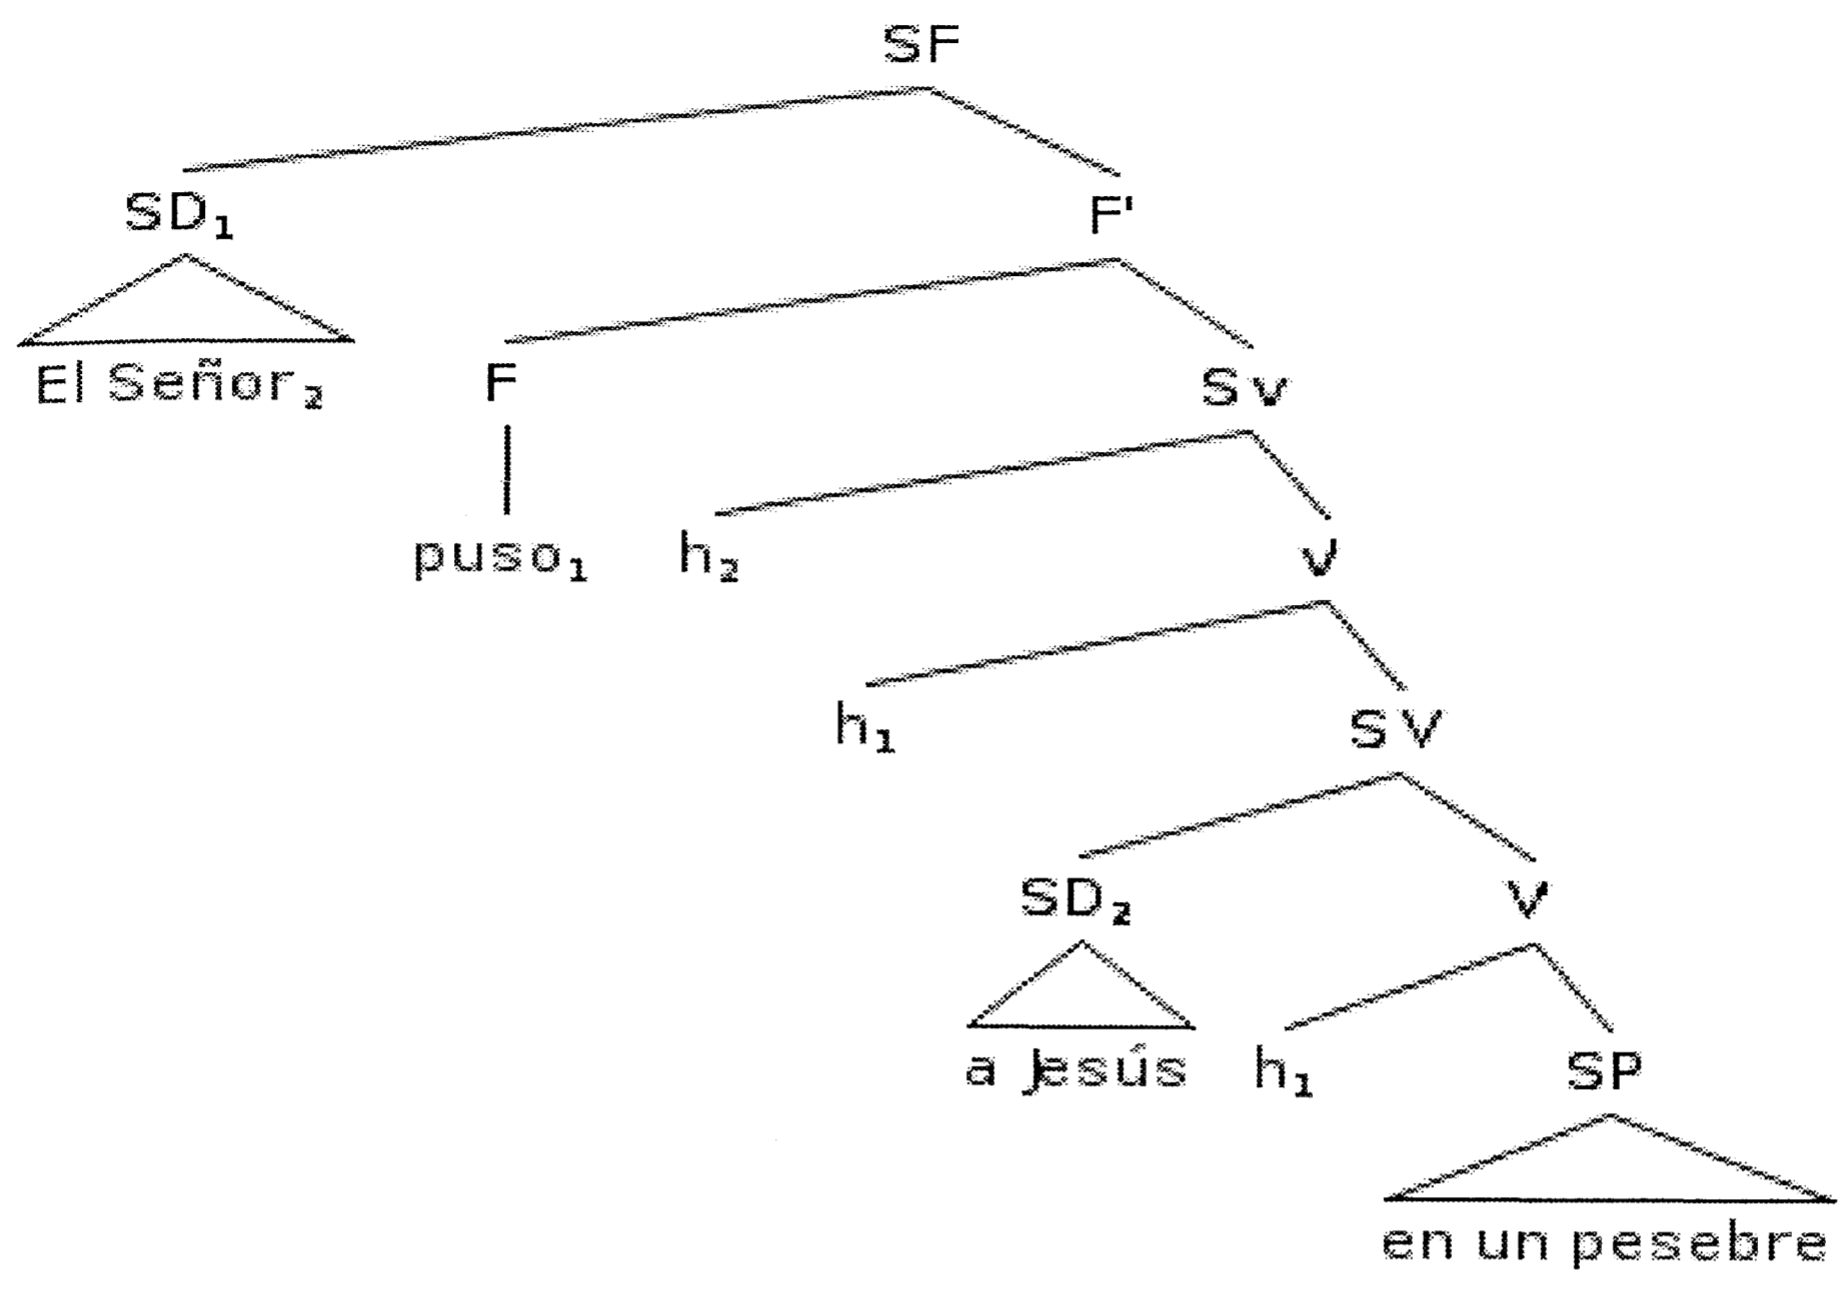 SF
SD₁ F'
El Señor₂ F Sv
puso₁ h₂ v
h₁ SV
SD₂ V
a Jesús h₁ SP
en un pesebre